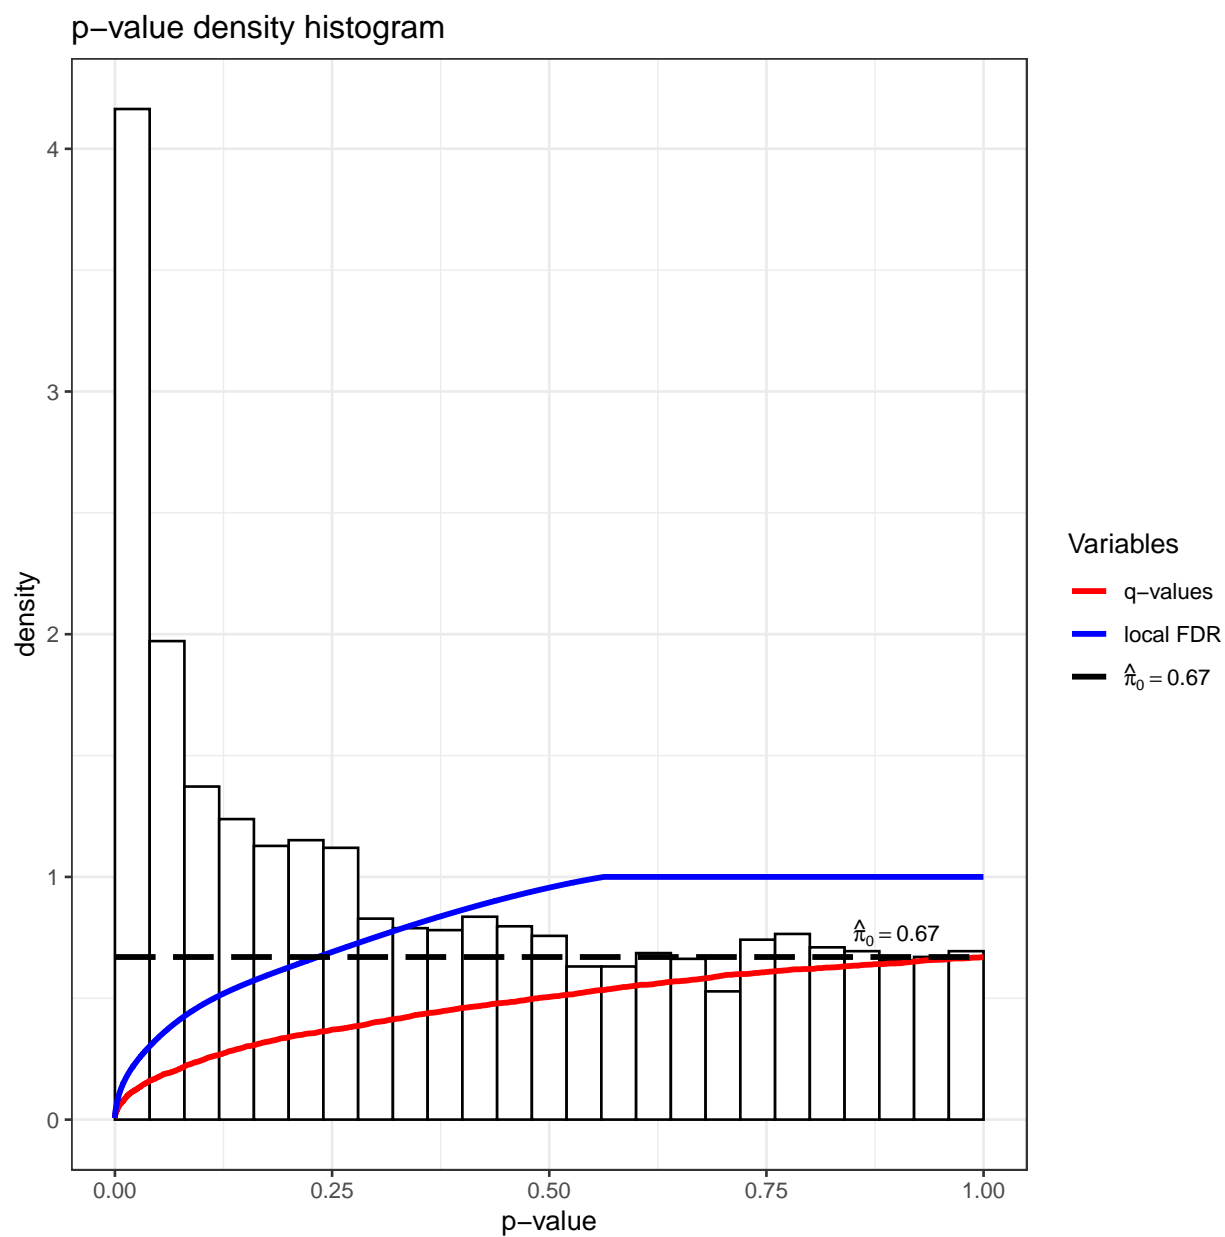 p−value density histogram
4
3
2
1
0
density
π̂₀ = 0.67
0.00 0.25 0.50 0.75 1.00
p−value
Variables
q−values
local FDR
π̂₀ = 0.67